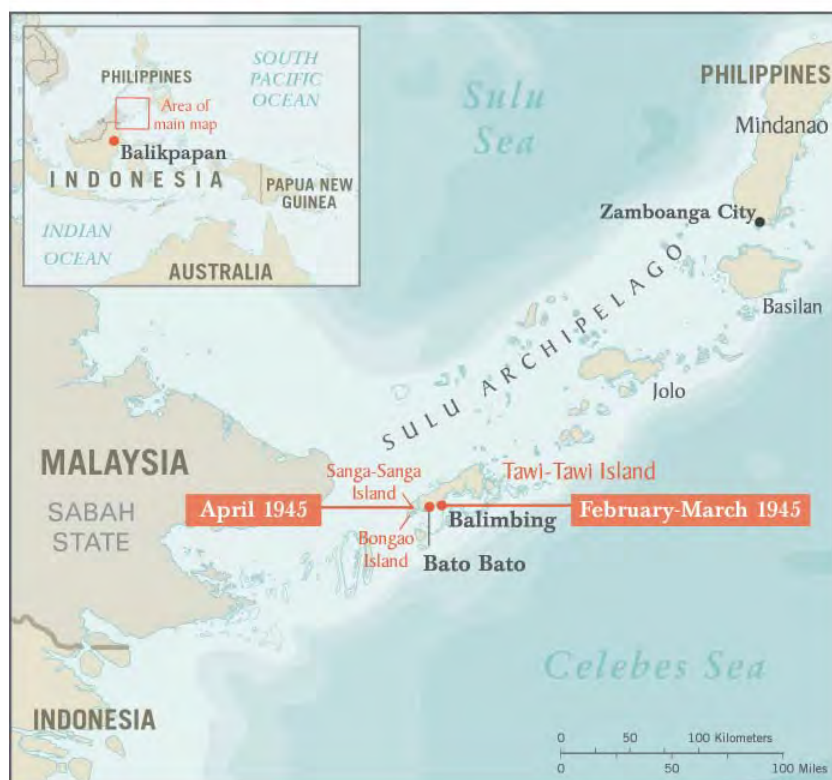 PHILIPPINES
SOUTH
PACIFIC
OCEAN
Area of
main map
Balikpapan
INDONESIA
PAPUA NEW
GUINEA
INDIAN
OCEAN
AUSTRALIA
Sulu
Sea
PHILIPPINES
Mindanao
Zamboanga City
Basilan
SULU ARCHIPELAGO
Jolo
MALAYSIA
SABAH
STATE
Sanga-Sanga
Island
Tawi-Tawi Island
April 1945
February-March 1945
Balimbing
Bongao
Island
Bato Bato
Celebes Sea
INDONESIA
0 50 100 Kilometers
0 50 100 Miles